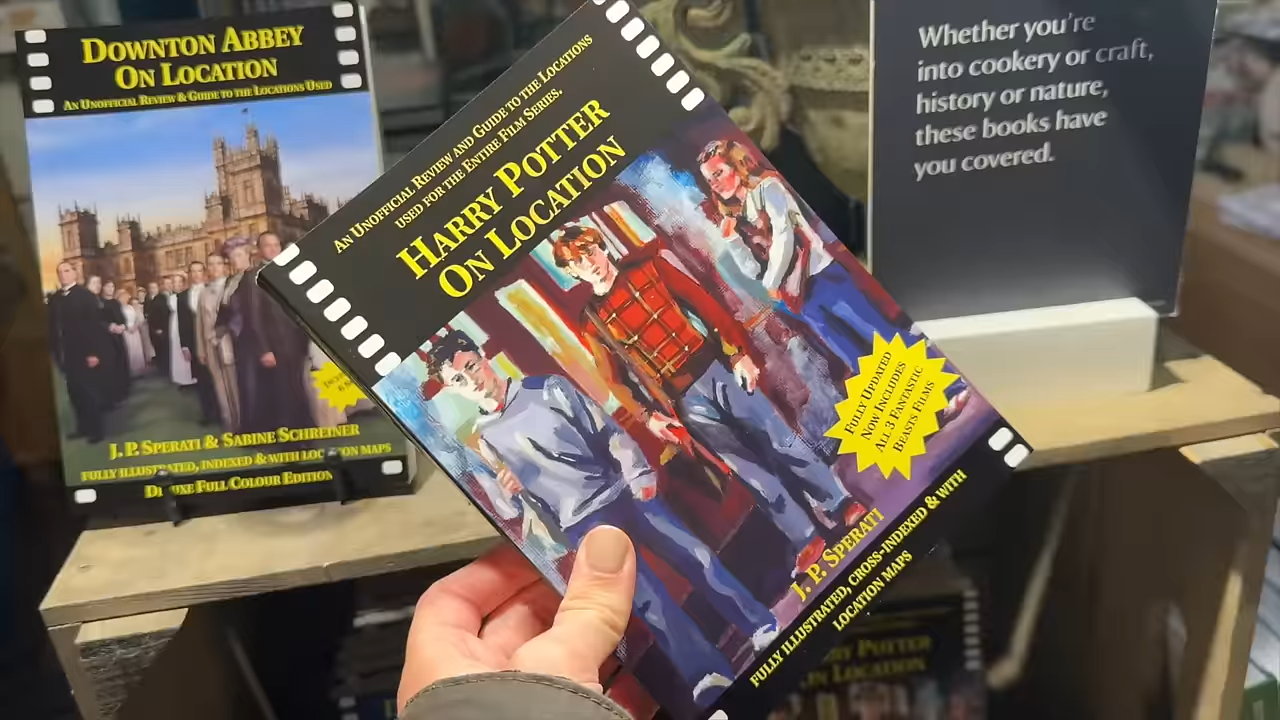 DOWNTON ABBEY
ON LOCATION
AN UNOFFICIAL REVIEW & GUIDE TO THE LOCATIONS USED
J. P. SPERATI & SABINE SCHREINER
FULLY ILLUSTRATED, INDEXED & WITH LOCATION MAPS
DELUXE FULL COLOUR EDITION
AN UNOFFICIAL REVIEW AND GUIDE TO THE LOCATIONS
USED FOR THE ENTIRE FILM SERIES.
HARRY POTTER
ON LOCATION
FULLY UPDATED
NOW INCLUDES
ALL 3 FANTASTIC
BEASTS FILMS
J. P. SPERATI
FULLY ILLUSTRATED, CROSS-INDEXED & WITH
LOCATION MAPS
Whether you're
into cookery or craft,
history or nature,
these books have
you covered.
POTTER
LOCATION